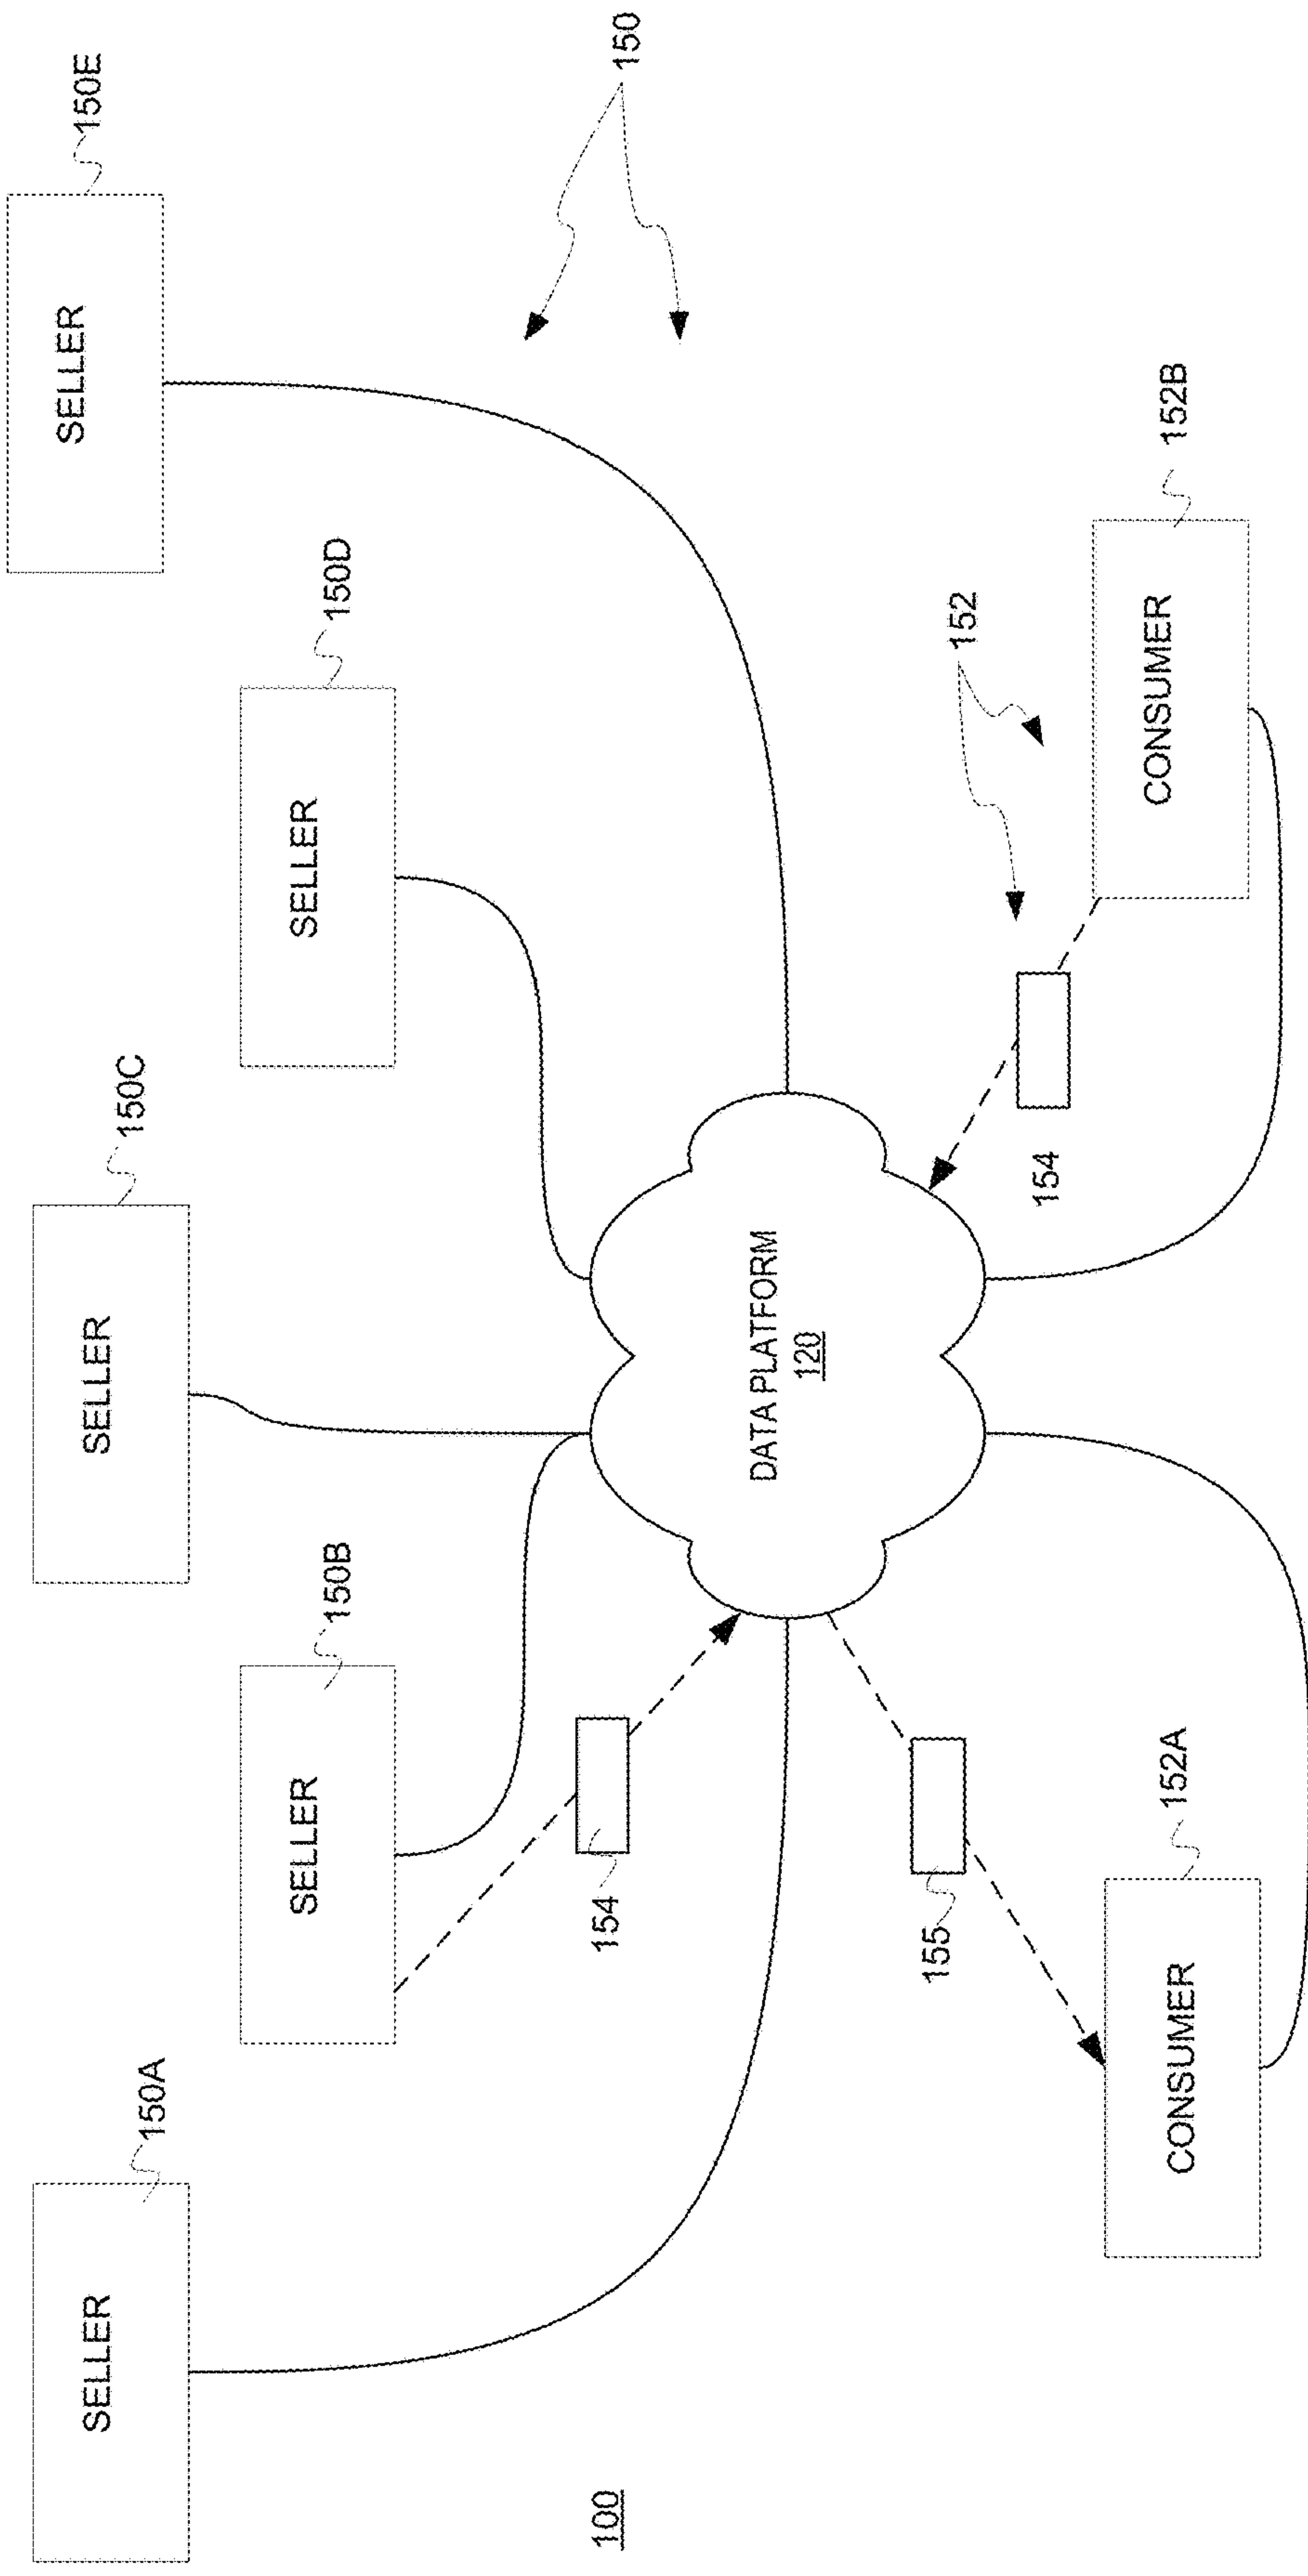 150A
SELLER
150B
SELLER
150C
SELLER
150D
SELLER
150E
SELLER
150
100
154
DATA PLATFORM
120
155
154
152
152A
CONSUMER
152B
CONSUMER